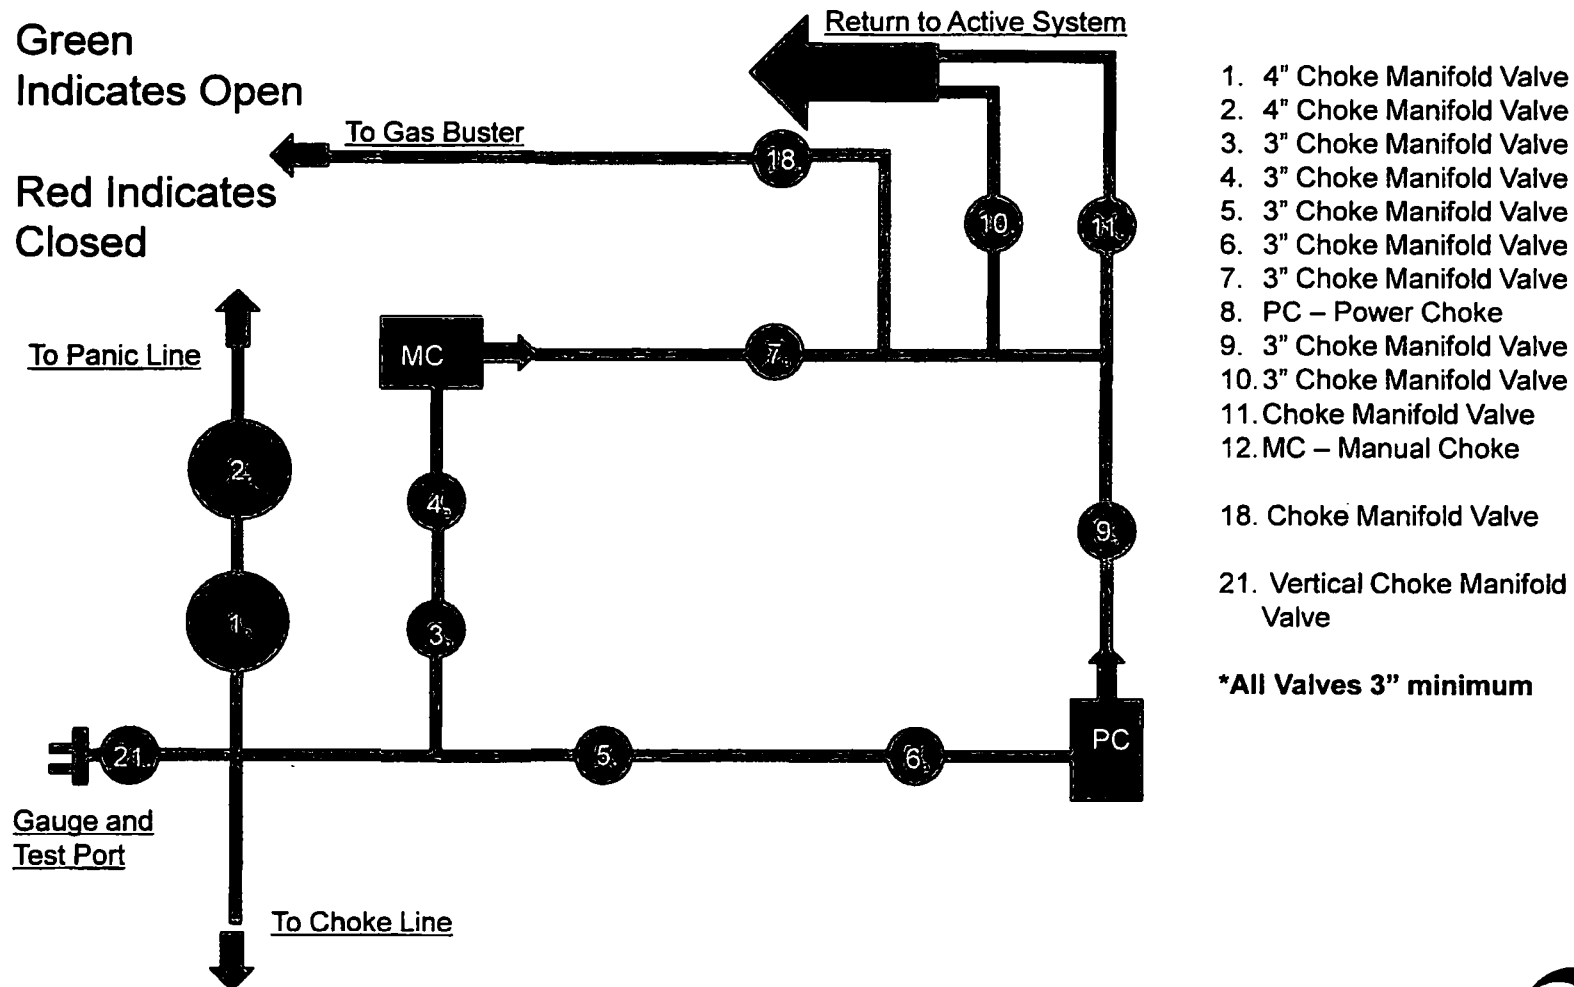 Green
Indicates Open
Red Indicates
Closed
Return to Active System
To Gas Buster
18.
10.
11.
To Panic Line
MC
7.
2.
4.
9.
1.
3.
21.
5.
6.
PC
Gauge and
Test Port
To Choke Line
1. 4" Choke Manifold Valve
2. 4" Choke Manifold Valve
3. 3" Choke Manifold Valve
4. 3" Choke Manifold Valve
5. 3" Choke Manifold Valve
6. 3" Choke Manifold Valve
7. 3" Choke Manifold Valve
8. PC – Power Choke
9. 3" Choke Manifold Valve
10. 3" Choke Manifold Valve
11. Choke Manifold Valve
12. MC – Manual Choke
18. Choke Manifold Valve
21. Vertical Choke Manifold
Valve
*All Valves 3" minimum